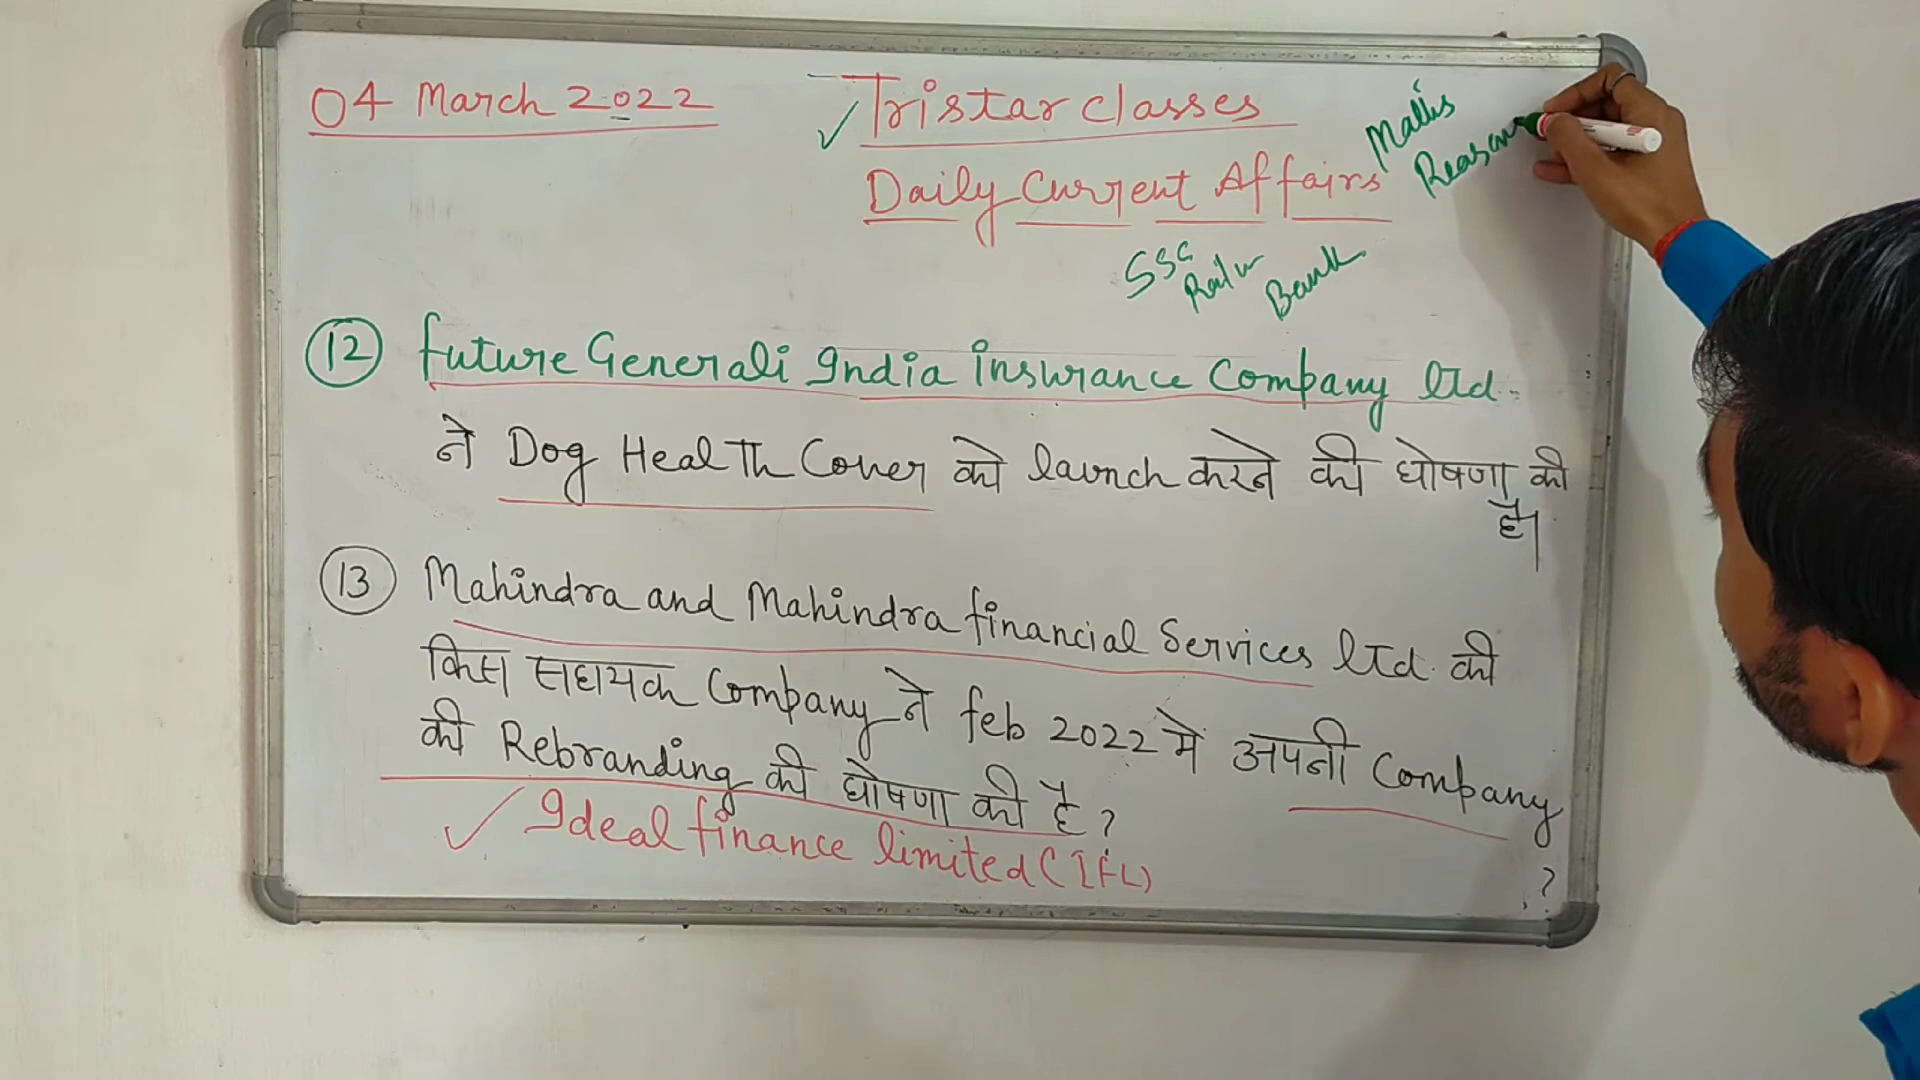 04 March 2022
Tristar classes
Daily Current Affairs
Maths
Reason
SSC
Railw
Bank
12 future Generali India Insurance Company ltd.
ने Dog Health Cover को launch करने की घोषणा की
है।
13 Mahindra and Mahindra financial Services ltd. की
किस सहायक Company ने feb 2022 मे अपनी Company
की Rebranding की घोषणा की है?
?
Ideal finance limited (IFL)